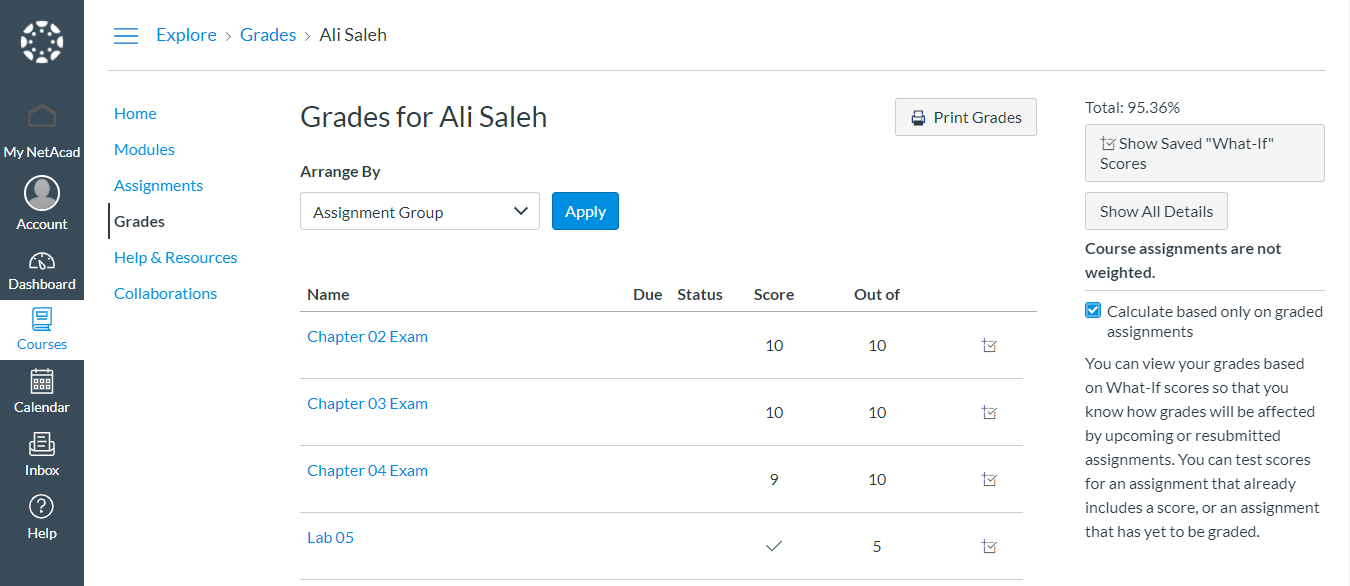 Explore > Grades > Ali Saleh
My NetAcad
Account
Dashboard
Courses
Calendar
Inbox
Help
Home
Modules
Assignments
Grades
Help & Resources
Collaborations
Grades for Ali Saleh
Print Grades
Arrange By
Assignment Group
Apply
Name Due Status Score Out of
Chapter 02 Exam 10 10
Chapter 03 Exam 10 10
Chapter 04 Exam 9 10
Lab 05 ✓ 5
Total: 95.36%
Show Saved "What-If"
Scores
Show All Details
Course assignments are not
weighted.
Calculate based only on graded
assignments
You can view your grades based
on What-If scores so that you
know how grades will be affected
by upcoming or resubmitted
assignments. You can test scores
for an assignment that already
includes a score, or an assignment
that has yet to be graded.